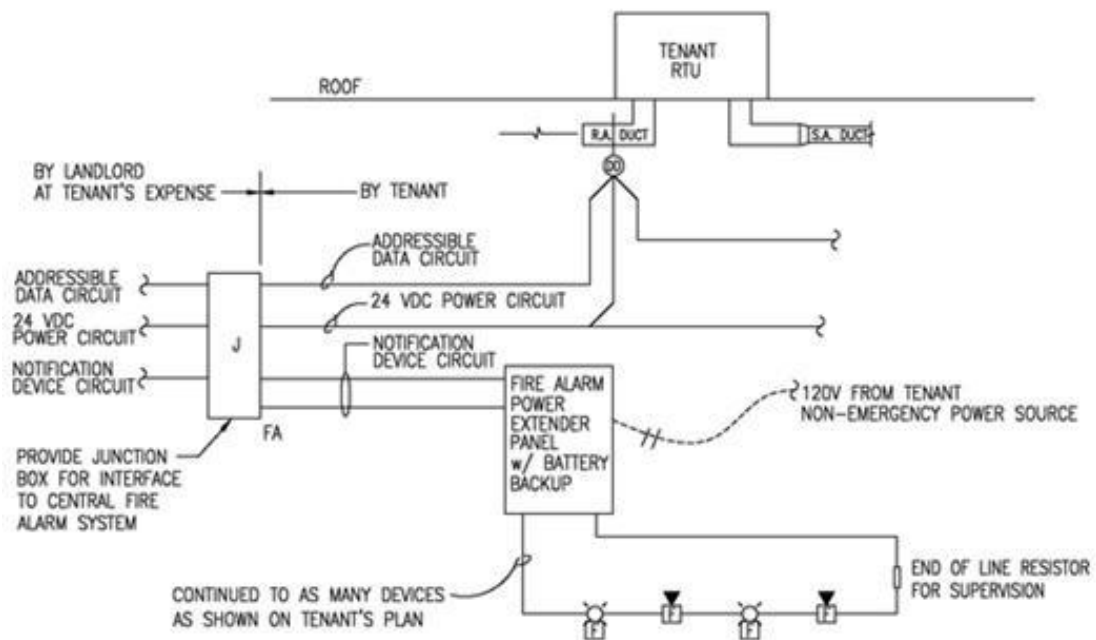 TENANT
RTU
ROOF
R.A. DUCT
S.A. DUCT
DD
BY LANDLORD
AT TENANT'S EXPENSE
BY TENANT
ADDRESSIBLE
DATA CIRCUIT
ADDRESSIBLE
DATA CIRCUIT
24 VDC POWER CIRCUIT
24 VDC
POWER CIRCUIT
J
NOTIFICATION
DEVICE CIRCUIT
NOTIFICATION
DEVICE CIRCUIT
FIRE ALARM
POWER
EXTENDER
PANEL
w/ BATTERY
BACKUP
120V FROM TENANT
NON-EMERGENCY POWER SOURCE
FA
PROVIDE JUNCTION
BOX FOR INTERFACE
TO CENTRAL FIRE
ALARM SYSTEM
END OF LINE RESISTOR
FOR SUPERVISION
CONTINUED TO AS MANY DEVICES
AS SHOWN ON TENANT'S PLAN
F
F
F
F